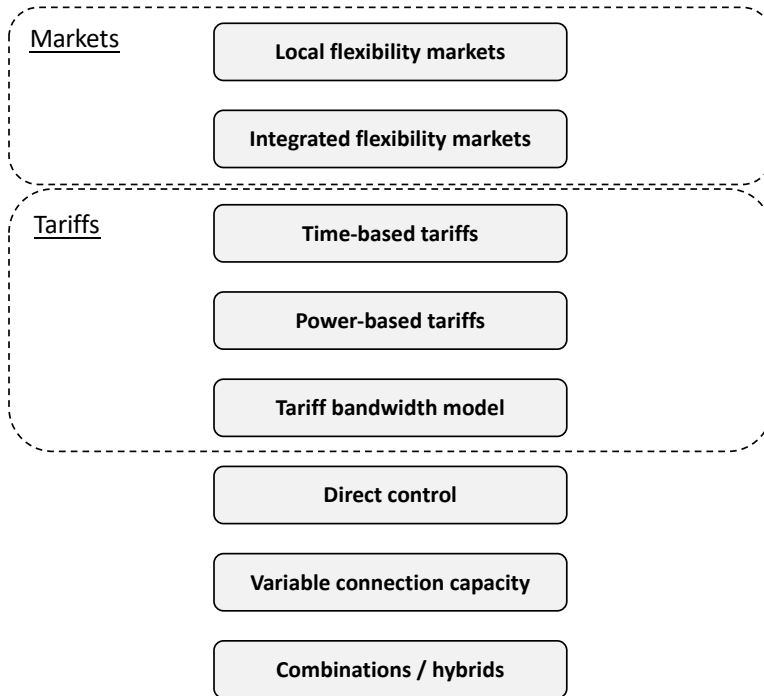 Markets
Local flexibility markets
Integrated flexibility markets
Tariffs
Time-based tariffs
Power-based tariffs
Tariff bandwidth model
Direct control
Variable connection capacity
Combinations / hybrids